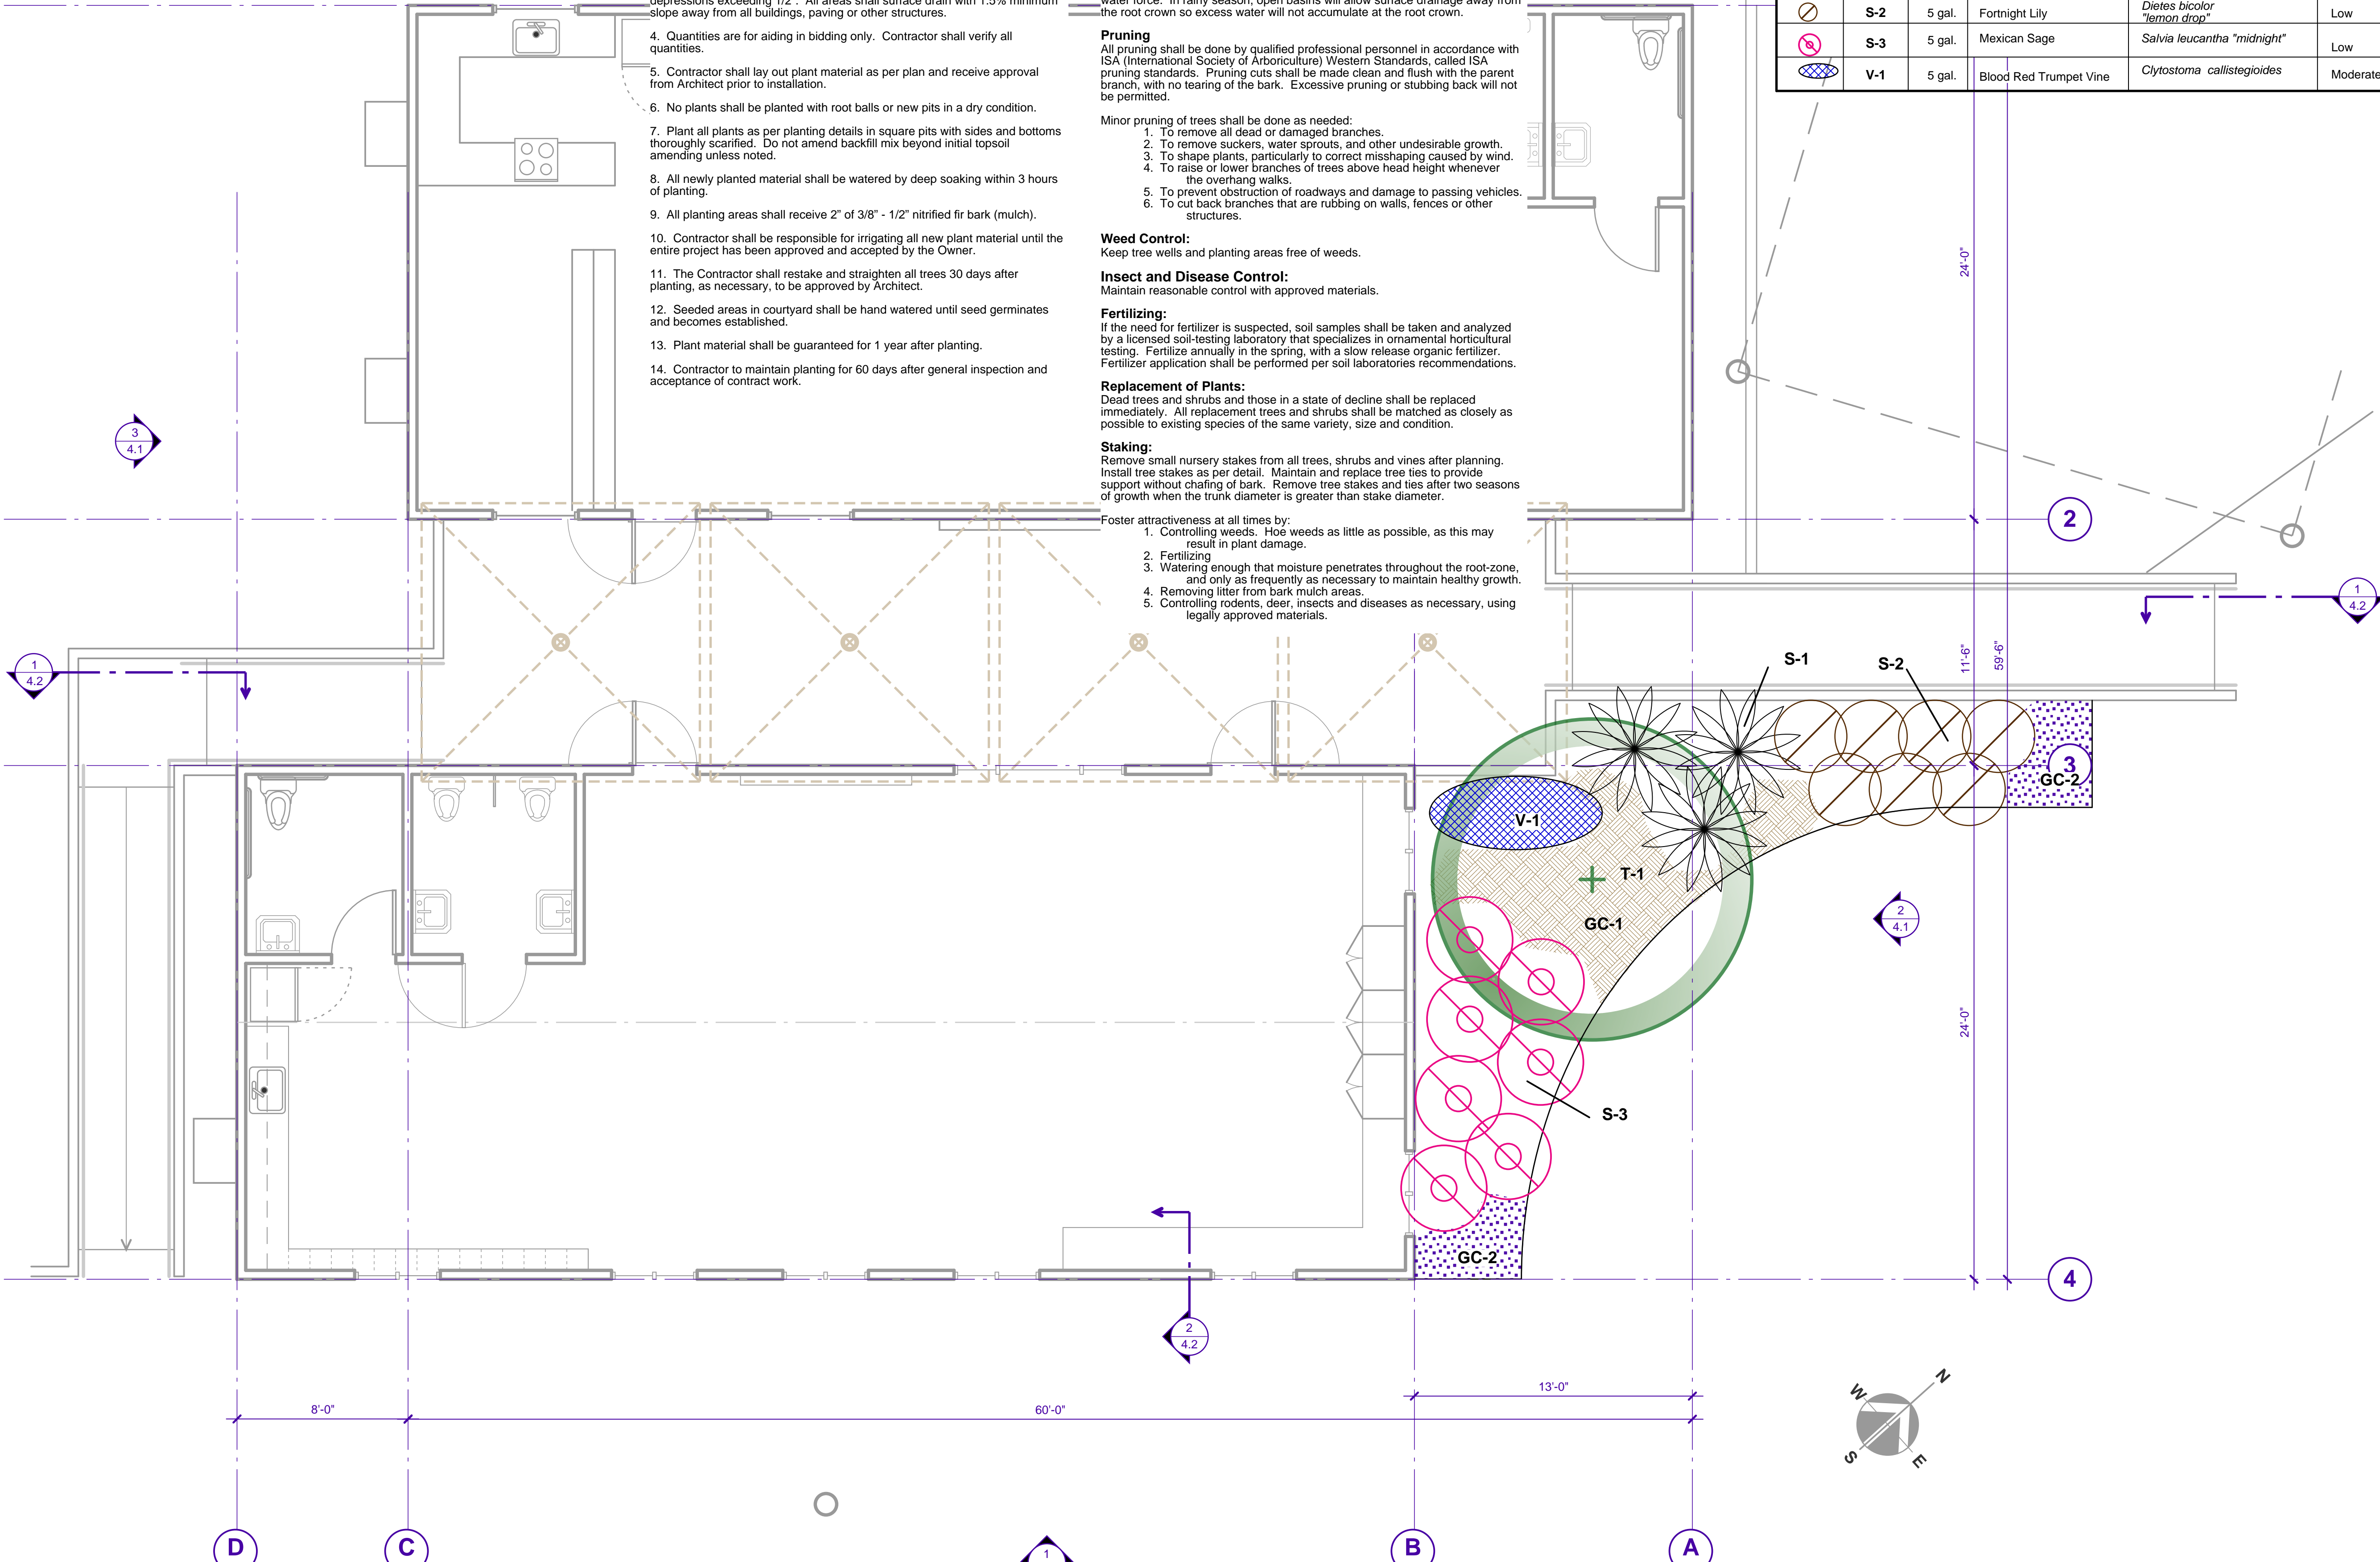 depressions exceeding 1/2". All areas shall surface drain with 1.5% minimum
slope away from all buildings, paving or other structures.
4. Quantities are for aiding in bidding only. Contractor shall verify all
quantities.
5. Contractor shall lay out plant material as per plan and receive approval
from Architect prior to installation.
6. No plants shall be planted with root balls or new pits in a dry condition.
7. Plant all plants as per planting details in square pits with sides and bottoms
thoroughly scarified. Do not amend backfill mix beyond initial topsoil
amending unless noted.
8. All newly planted material shall be watered by deep soaking within 3 hours
of planting.
9. All planting areas shall receive 2” of 3/8” - 1/2” nitrified fir bark (mulch).
10. Contractor shall be responsible for irrigating all new plant material until the
entire project has been approved and accepted by the Owner.
11. The Contractor shall restake and straighten all trees 30 days after
planting, as necessary, to be approved by Architect.
12. Seeded areas in courtyard shall be hand watered until seed germinates
and becomes established.
13. Plant material shall be guaranteed for 1 year after planting.
14. Contractor to maintain planting for 60 days after general inspection and
acceptance of contract work.
water force. In rainy season, open basins will allow surface drainage away from
the root crown so excess water will not accumulate at the root crown.
Pruning
All pruning shall be done by qualified professional personnel in accordance with
ISA (International Society of Arboriculture) Western Standards, called ISA
pruning standards. Pruning cuts shall be made clean and flush with the parent
branch, with no tearing of the bark. Excessive pruning or stubbing back will not
be permitted.
Minor pruning of trees shall be done as needed:
1. To remove all dead or damaged branches.
2. To remove suckers, water sprouts, and other undesirable growth.
3. To shape plants, particularly to correct misshaping caused by wind.
4. To raise or lower branches of trees above head height whenever
the overhang walks.
5. To prevent obstruction of roadways and damage to passing vehicles.
6. To cut back branches that are rubbing on walls, fences or other
structures.
Weed Control:
Keep tree wells and planting areas free of weeds.
Insect and Disease Control:
Maintain reasonable control with approved materials.
Fertilizing:
If the need for fertilizer is suspected, soil samples shall be taken and analyzed
by a licensed soil-testing laboratory that specializes in ornamental horticultural
testing. Fertilize annually in the spring, with a slow release organic fertilizer.
Fertilizer application shall be performed per soil laboratories recommendations.
Replacement of Plants:
Dead trees and shrubs and those in a state of decline shall be replaced
immediately. All replacement trees and shrubs shall be matched as closely as
possible to existing species of the same variety, size and condition.
Staking:
Remove small nursery stakes from all trees, shrubs and vines after planning.
Install tree stakes as per detail. Maintain and replace tree ties to provide
support without chafing of bark. Remove tree stakes and ties after two seasons
of growth when the trunk diameter is greater than stake diameter.
Foster attractiveness at all times by:
1. Controlling weeds. Hoe weeds as little as possible, as this may
result in plant damage.
2. Fertilizing
3. Watering enough that moisture penetrates throughout the root-zone,
and only as frequently as necessary to maintain healthy growth.
4. Removing litter from bark mulch areas.
5. Controlling rodents, deer, insects and diseases as necessary, using
legally approved materials.
S-2 5 gal. Fortnight Lily Dietes bicolor "lemon drop" Low
S-3 5 gal. Mexican Sage Salvia leucantha "midnight" Low
V-1 5 gal. Blood Red Trumpet Vine Clytostoma callistegioides Moderate
24'-0"
3
4.1
2
1
4.2
11'-6"
59'-6"
1
4.2
S-1
S-2
3
GC-2
V-1
T-1
GC-1
2
4.1
24'-0"
S-3
GC-2
4
2
4.2
13'-0"
8'-0"
60'-0"
N
W
S
E
D
C
B
A
1